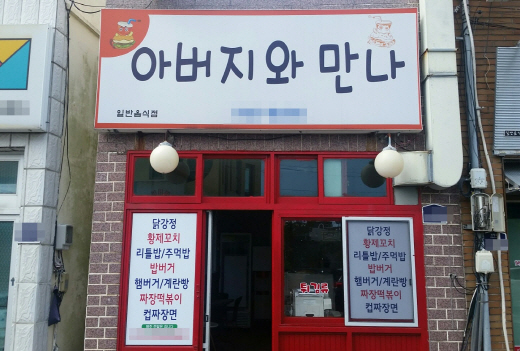 아버지와 만나
일반음식점
닭강정
황제꼬치
리틀밥/주먹밥
밥버거
햄버거/계란빵
짜장떡볶이
컵짜장면
닭강정
황제꼬치
리틀밥/주먹밥
밥버거
햄버거/계란빵
짜장떡볶이
컵짜장면